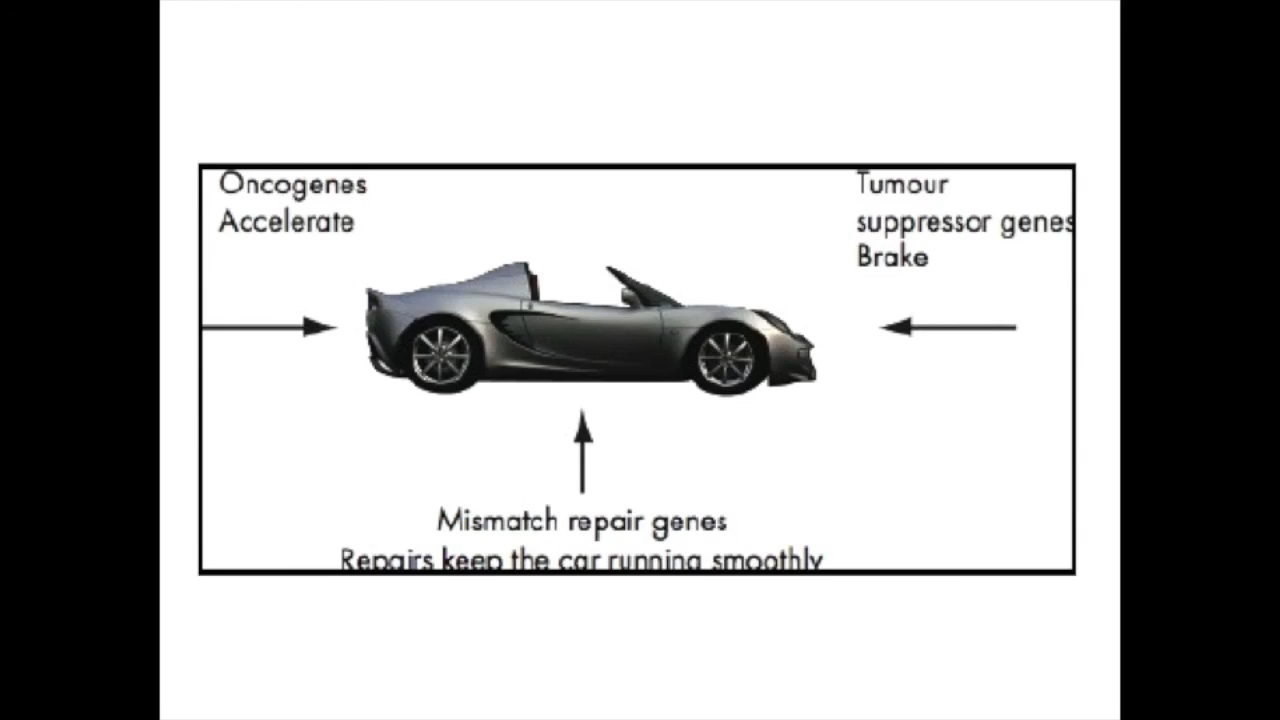 Oncogenes
Accelerate
Tumour
suppressor genes
Brake
Mismatch repair genes
Repairs keep the car running smoothly